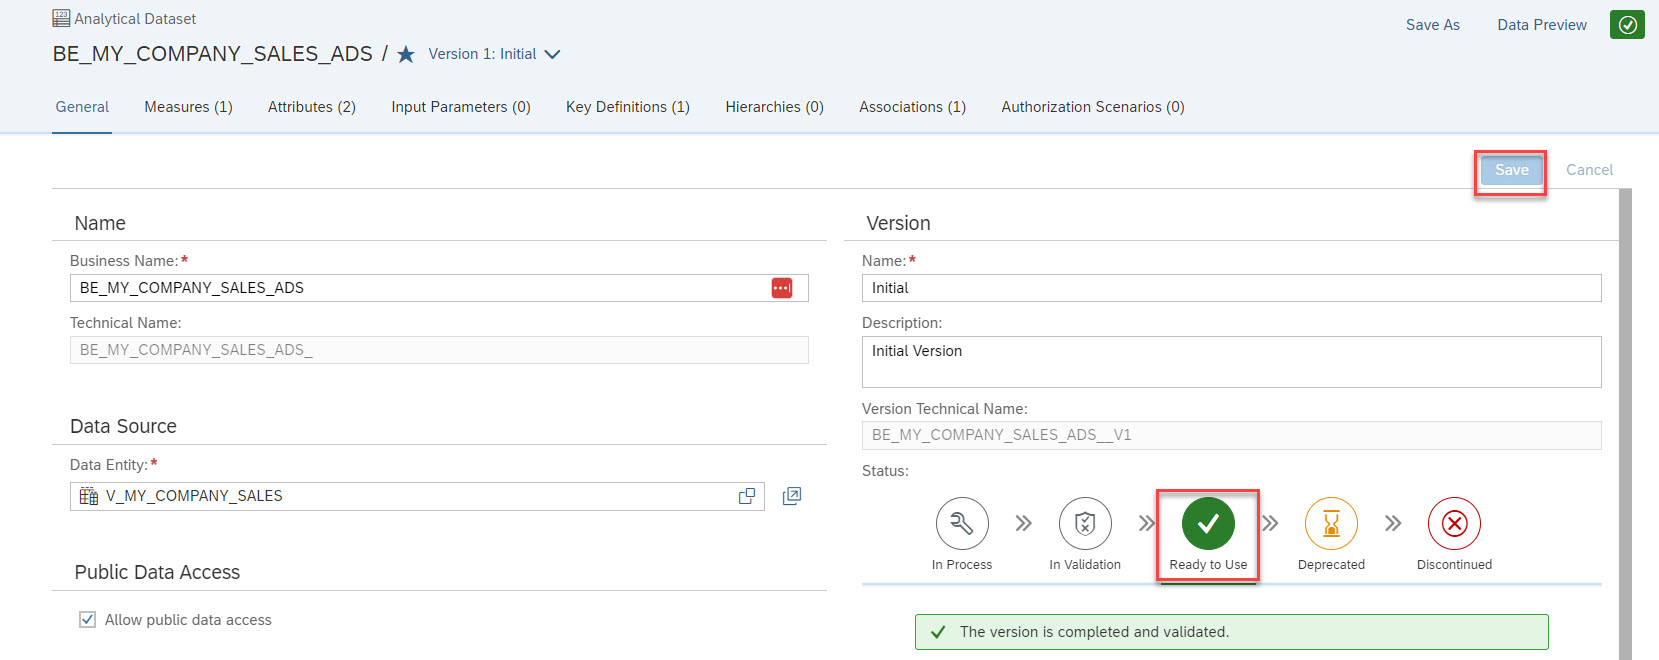 Analytical Dataset
Save As
Data Preview
BE_MY_COMPANY_SALES_ADS / ★ Version 1: Initial
General
Measures (1)
Attributes (2)
Input Parameters (0)
Key Definitions (1)
Hierarchies (0)
Associations (1)
Authorization Scenarios (0)
Save
Cancel
Name
Business Name:*
BE_MY_COMPANY_SALES_ADS
Technical Name:
BE_MY_COMPANY_SALES_ADS_
Data Source
Data Entity:*
V_MY_COMPANY_SALES
Public Data Access
Allow public data access
Version
Name:*
Initial
Description:
Initial Version
Version Technical Name:
BE_MY_COMPANY_SALES_ADS__V1
Status:
In Process
In Validation
Ready to Use
Deprecated
Discontinued
The version is completed and validated.